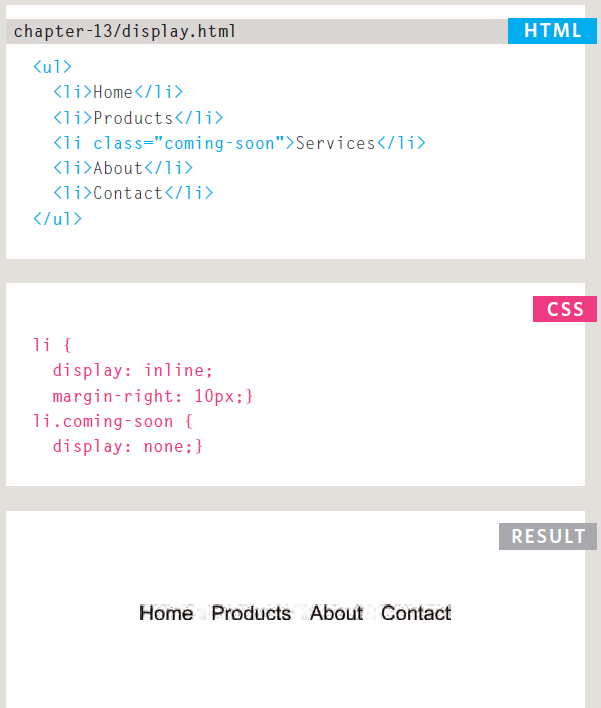 chapter-13/display.html HTML
<ul>
<li>Home</li>
<li>Products</li>
<li class="coming-soon">Services</li>
<li>About</li>
<li>Contact</li>
</ul>
CSS
li {
display: inline;
margin-right: 10px;}
li.coming-soon {
display: none;}
RESULT
Home Products About Contact